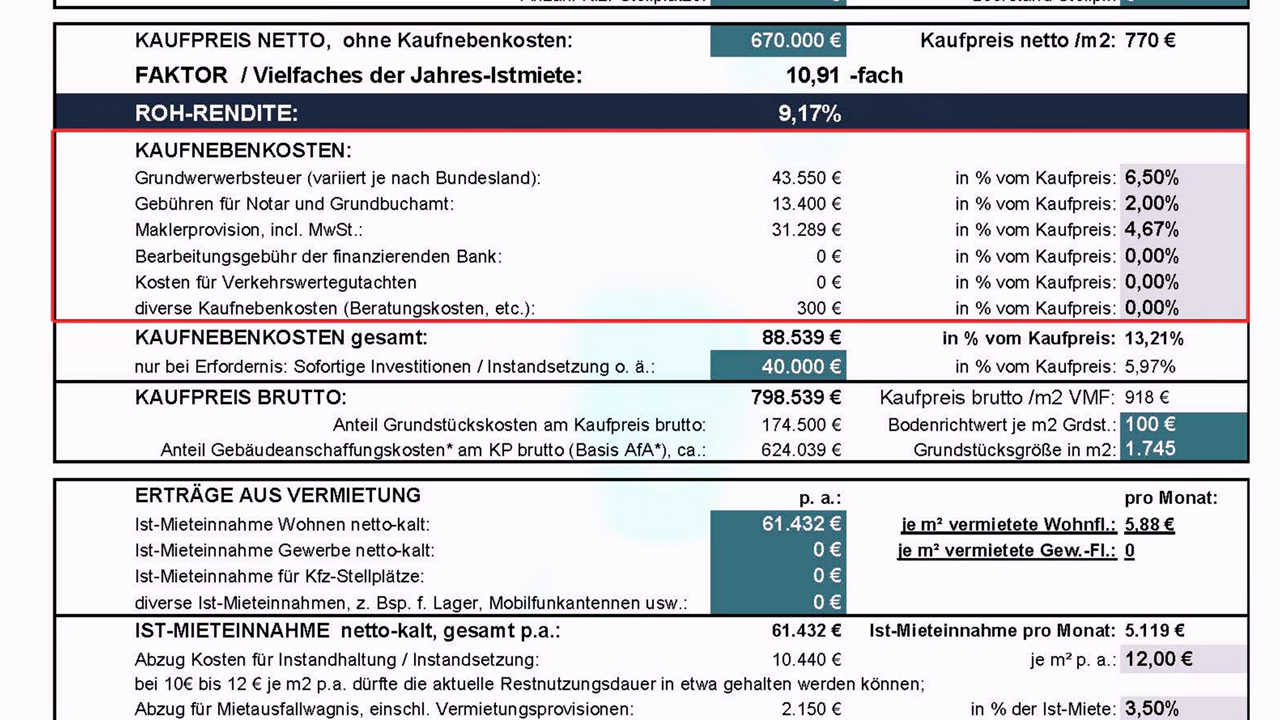 KAUFPREIS NETTO, ohne Kaufnebenkosten: 670.000 € Kaufpreis netto /m2: 770 €
FAKTOR / Vielfaches der Jahres-Istmiete: 10,91 -fach
ROH-RENDITE: 9,17%
KAUFNEBENKOSTEN:
Grundwerwerbsteuer (variiert je nach Bundesland): 43.550 € in % vom Kaufpreis: 6,50%
Gebühren für Notar und Grundbuchamt: 13.400 € in % vom Kaufpreis: 2,00%
Maklerprovision, incl. MwSt.: 31.289 € in % vom Kaufpreis: 4,67%
Bearbeitungsgebühr der finanzierenden Bank: 0 € in % vom Kaufpreis: 0,00%
Kosten für Verkehrswertegutachten 0 € in % vom Kaufpreis: 0,00%
diverse Kaufnebenkosten (Beratungskosten, etc.): 300 € in % vom Kaufpreis: 0,00%
KAUFNEBENKOSTEN gesamt: 88.539 € in % vom Kaufpreis: 13,21%
nur bei Erfordernis: Sofortige Investitionen / Instandsetzung o. ä.: 40.000 € in % vom Kaufpreis: 5,97%
KAUFPREIS BRUTTO: 798.539 € Kaufpreis brutto /m2 VMF: 918 €
Anteil Grundstückskosten am Kaufpreis brutto: 174.500 € Bodenrichtwert je m2 Grdst.: 100 €
Anteil Gebäudeanschaffungskosten* am KP brutto (Basis AfA*), ca.: 624.039 € Grundstücksgröße in m2: 1.745
ERTRÄGE AUS VERMIETUNG p. a.: pro Monat:
Ist-Mieteinnahme Wohnen netto-kalt: 61.432 € je m² vermietete Wohnfl.: 5,88 €
Ist-Mieteinnahme Gewerbe netto-kalt: 0 € je m² vermietete Gew.-Fl.: 0
Ist-Mieteinnahme für Kfz-Stellplätze: 0 €
diverse Ist-Mieteinnahmen, z. Bsp. f. Lager, Mobilfunkantennen usw.: 0 €
IST-MIETEINNAHME netto-kalt, gesamt p.a.: 61.432 € Ist-Mieteinnahme pro Monat: 5.119 €
Abzug Kosten für Instandhaltung / Instandsetzung: 10.440 € je m² p. a.: 12,00 €
bei 10€ bis 12 € je m2 p.a. dürfte die aktuelle Restnutzungsdauer in etwa gehalten werden können;
Abzug für Mietausfallwagnis, einschl. Vermietungsprovisionen: 2.150 € in % der Ist-Miete: 3,50%